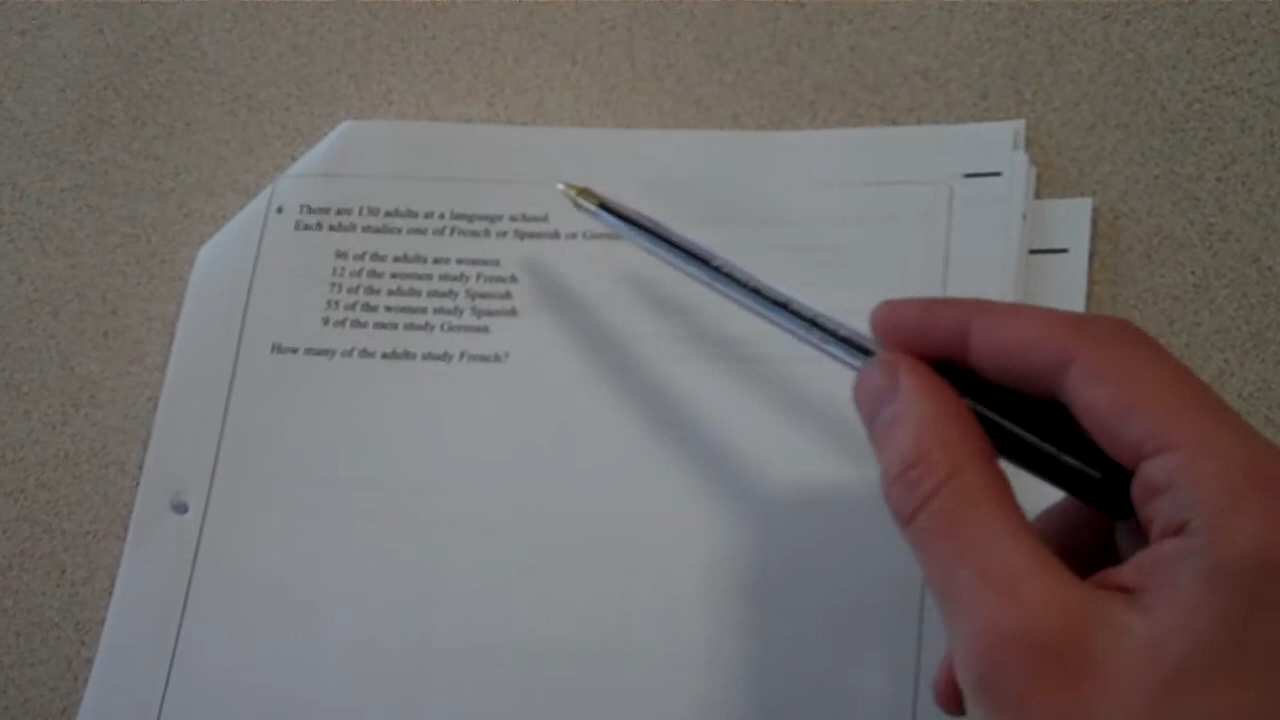 6 There are 130 adults at a language school.
Each adult studies one of French or Spanish or
96 of the adults are women.
12 of the women study French.
73 of the adults study Spanish.
55 of the women study Spanish.
9 of the men study German.
How many of the adults study French?